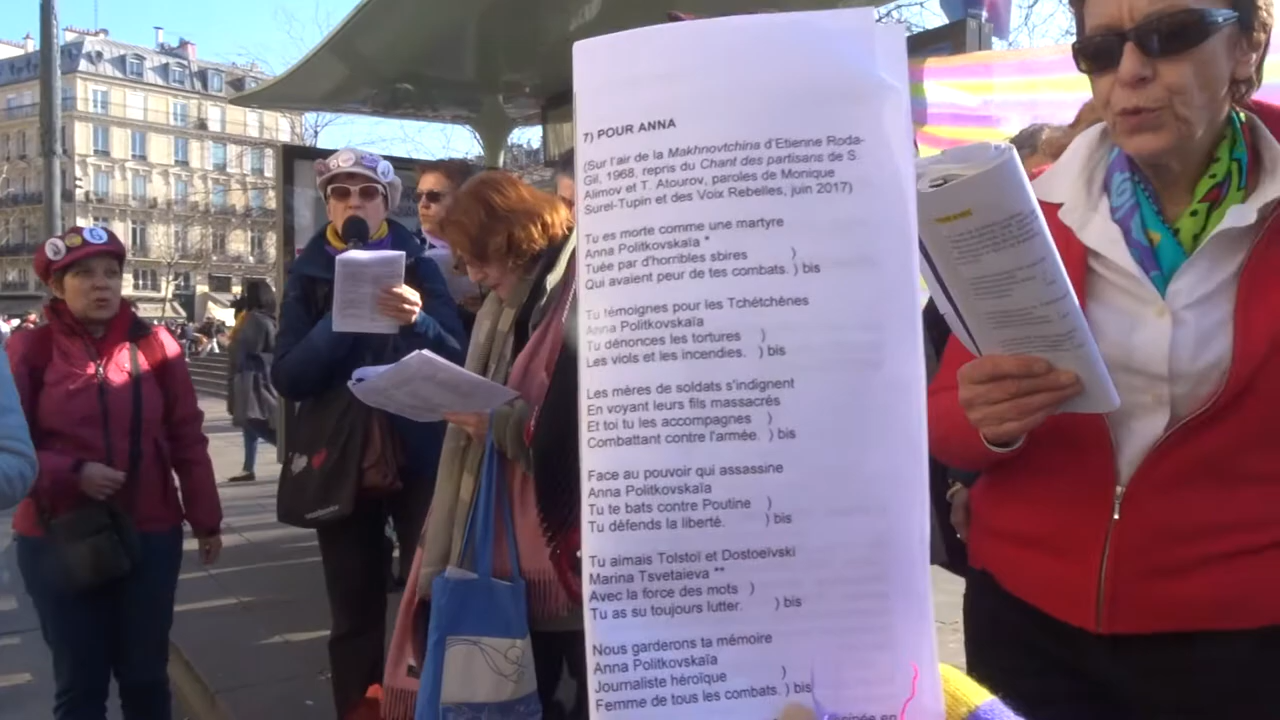 7) POUR ANNA
(Sur l'air de la Makhnovtchina d'Etienne Roda-
Gil, 1968, repris du Chant des partisans de S.
Alimov et T. Atourov, paroles de Monique
Surel-Tupin et des Voix Rebelles, juin 2017)
Tu es morte comme une martyre
Anna Politkovskaïa *
Tuée par d'horribles sbires )
Qui avaient peur de tes combats. ) bis
Tu témoignes pour les Tchétchènes
Anna Politkovskaïa
Tu dénonces les tortures )
Les viols et les incendies. ) bis
Les mères de soldats s'indignent
En voyant leurs fils massacrés
Et toi tu les accompagnes )
Combattant contre l'armée. ) bis
Face au pouvoir qui assassine
Anna Politkovskaïa
Tu te bats contre Poutine )
Tu défends la liberté. ) bis
Tu aimais Tolstoï et Dostoeïvski
Marina Tsvetaieva **
Avec la force des mots )
Tu as su toujours lutter. ) bis
Nous garderons ta mémoire
Anna Politkovskaïa
Journaliste héroïque )
Femme de tous les combats. ) bis